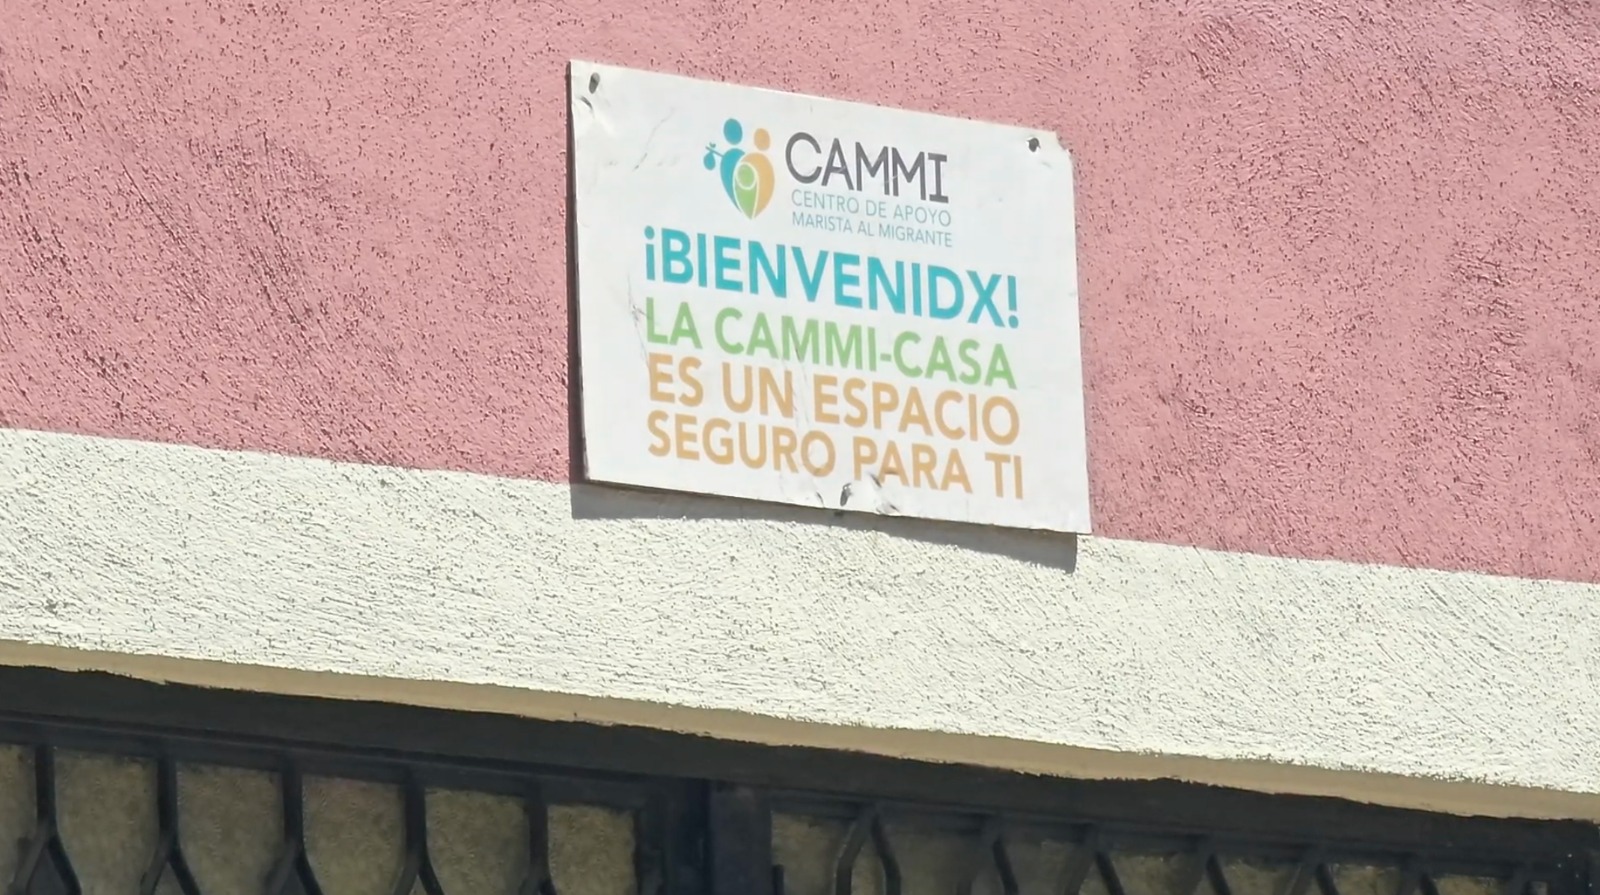 CAMMI
CENTRO DE APOYO
MARISTA AL MIGRANTE
¡BIENVENIDX!
LA CAMMI-CASA
ES UN ESPACIO
SEGURO PARA TI